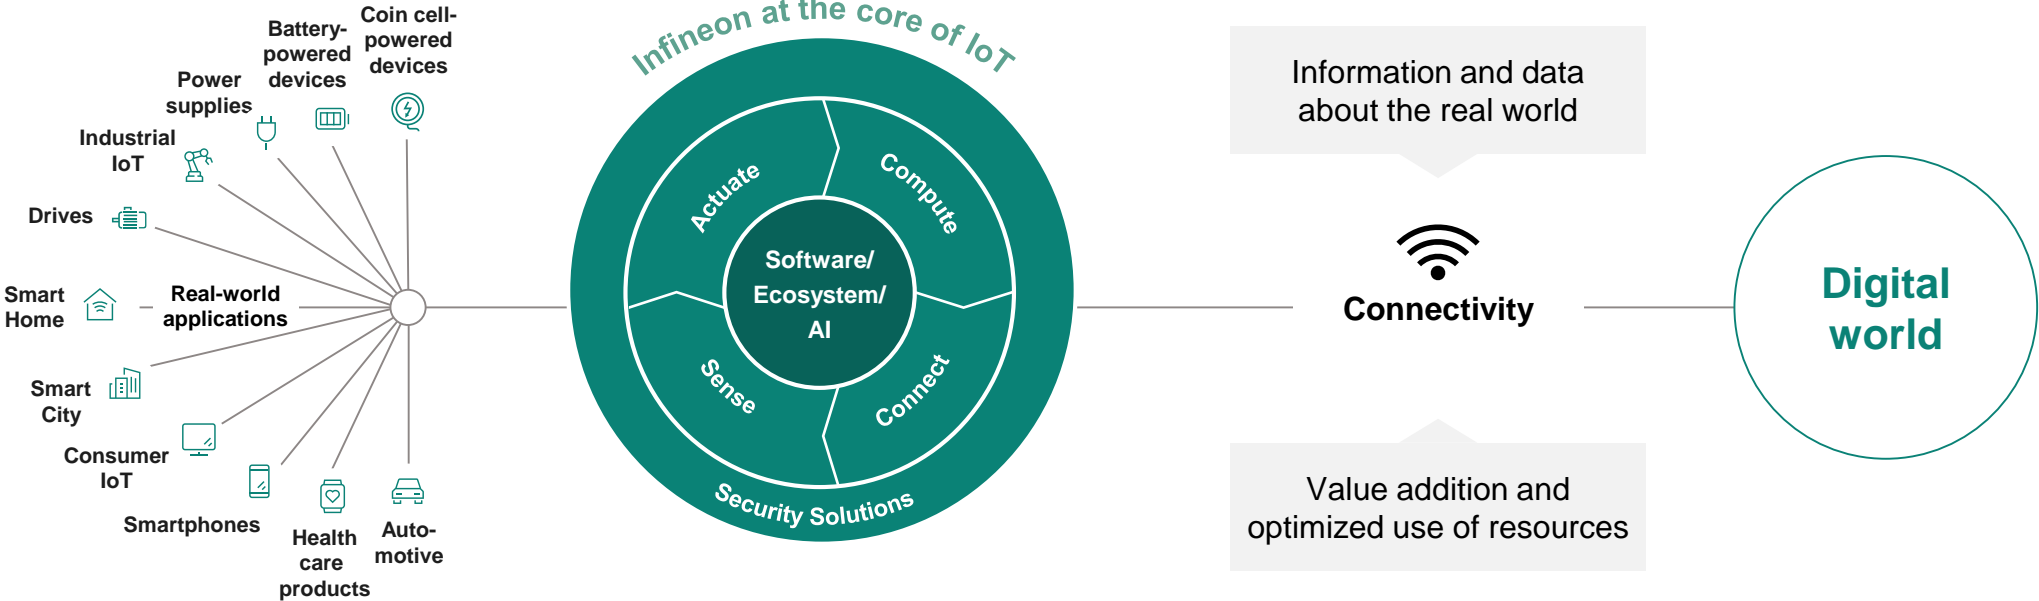 Coin cell-
powered
devices
Battery-
powered
devices
Power
supplies
Industrial
IoT
Drives
Smart
Home
Real-world
applications
Smart
City
Consumer
IoT
Smartphones
Health
care
products
Auto-
motive
Infineon at the core of IoT
Actuate
Compute
Software/
Ecosystem/
AI
Sense
Connect
Security Solutions
Information and data
about the real world
Connectivity
Value addition and
optimized use of resources
Digital
world